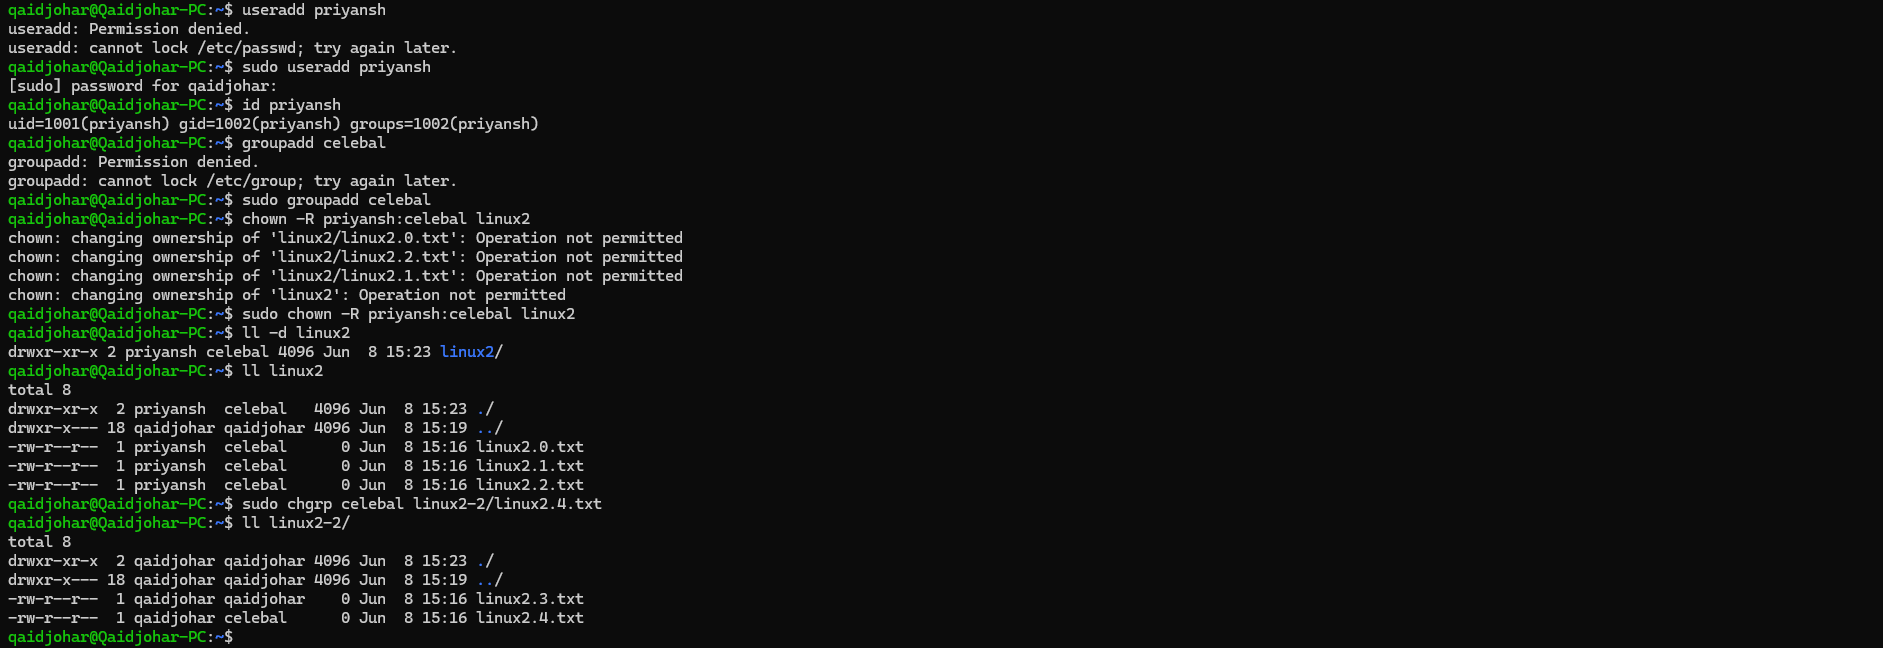 qaidjohar@Qaidjohar-PC:~$ useradd priyansh
useradd: Permission denied.
useradd: cannot lock /etc/passwd; try again later.
qaidjohar@Qaidjohar-PC:~$ sudo useradd priyansh
[sudo] password for qaidjohar:
qaidjohar@Qaidjohar-PC:~$ id priyansh
uid=1001(priyansh) gid=1002(priyansh) groups=1002(priyansh)
qaidjohar@Qaidjohar-PC:~$ groupadd celebal
groupadd: Permission denied.
groupadd: cannot lock /etc/group; try again later.
qaidjohar@Qaidjohar-PC:~$ sudo groupadd celebal
qaidjohar@Qaidjohar-PC:~$ chown -R priyansh:celebal linux2
chown: changing ownership of 'linux2/linux2.0.txt': Operation not permitted
chown: changing ownership of 'linux2/linux2.2.txt': Operation not permitted
chown: changing ownership of 'linux2/linux2.1.txt': Operation not permitted
chown: changing ownership of 'linux2': Operation not permitted
qaidjohar@Qaidjohar-PC:~$ sudo chown -R priyansh:celebal linux2
qaidjohar@Qaidjohar-PC:~$ ll -d linux2
drwxr-xr-x 2 priyansh celebal 4096 Jun  8 15:23 linux2/
qaidjohar@Qaidjohar-PC:~$ ll linux2
total 8
drwxr-xr-x  2 priyansh  celebal   4096 Jun  8 15:23 ./
drwxr-x--- 18 qaidjohar qaidjohar 4096 Jun  8 15:19 ../
-rw-r--r--  1 priyansh  celebal      0 Jun  8 15:16 linux2.0.txt
-rw-r--r--  1 priyansh  celebal      0 Jun  8 15:16 linux2.1.txt
-rw-r--r--  1 priyansh  celebal      0 Jun  8 15:16 linux2.2.txt
qaidjohar@Qaidjohar-PC:~$ sudo chgrp celebal linux2-2/linux2.4.txt
qaidjohar@Qaidjohar-PC:~$ ll linux2-2/
total 8
drwxr-xr-x  2 qaidjohar qaidjohar 4096 Jun  8 15:23 ./
drwxr-x--- 18 qaidjohar qaidjohar 4096 Jun  8 15:19 ../
-rw-r--r--  1 qaidjohar qaidjohar    0 Jun  8 15:16 linux2.3.txt
-rw-r--r--  1 qaidjohar celebal      0 Jun  8 15:16 linux2.4.txt
qaidjohar@Qaidjohar-PC:~$